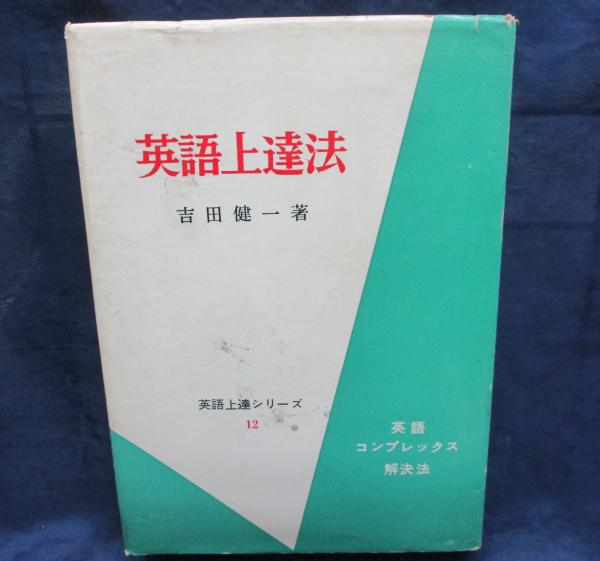 英語上達法
吉田健一著
英語上達シリーズ
12
英語
コンプレックス
解決法